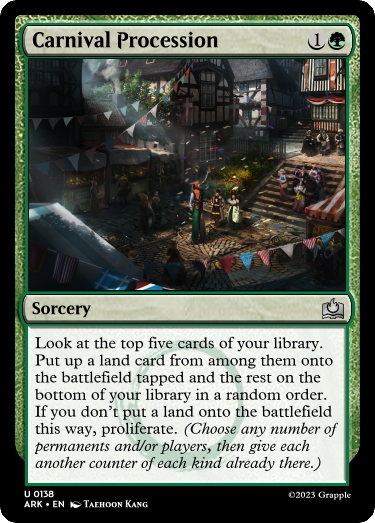 Carnival Procession 1
Sorcery
Look at the top five cards of your library.
Put up a land card from among them onto
the battlefield tapped and the rest on the
bottom of your library in a random order.
If you don't put a land onto the battlefield
this way, proliferate. (Choose any number of
permanents and/or players, then give each
another counter of each kind already there.)
U 0138
ARK • EN Taehoon Kang
©2023 Grapple